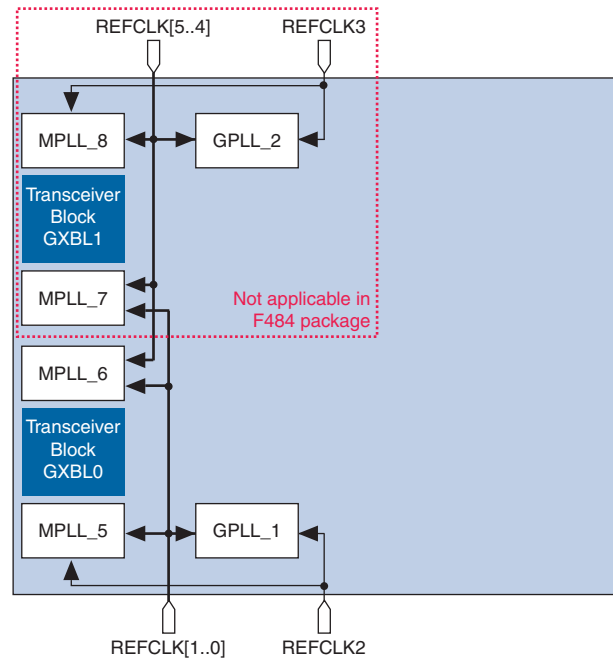 REFCLK[5..4]
REFCLK3
MPLL_8
GPLL_2
Transceiver
Block
GXBL1
MPLL_7
Not applicable in
F484 package
MPLL_6
Transceiver
Block
GXBL0
MPLL_5
GPLL_1
REFCLK[1..0]
REFCLK2